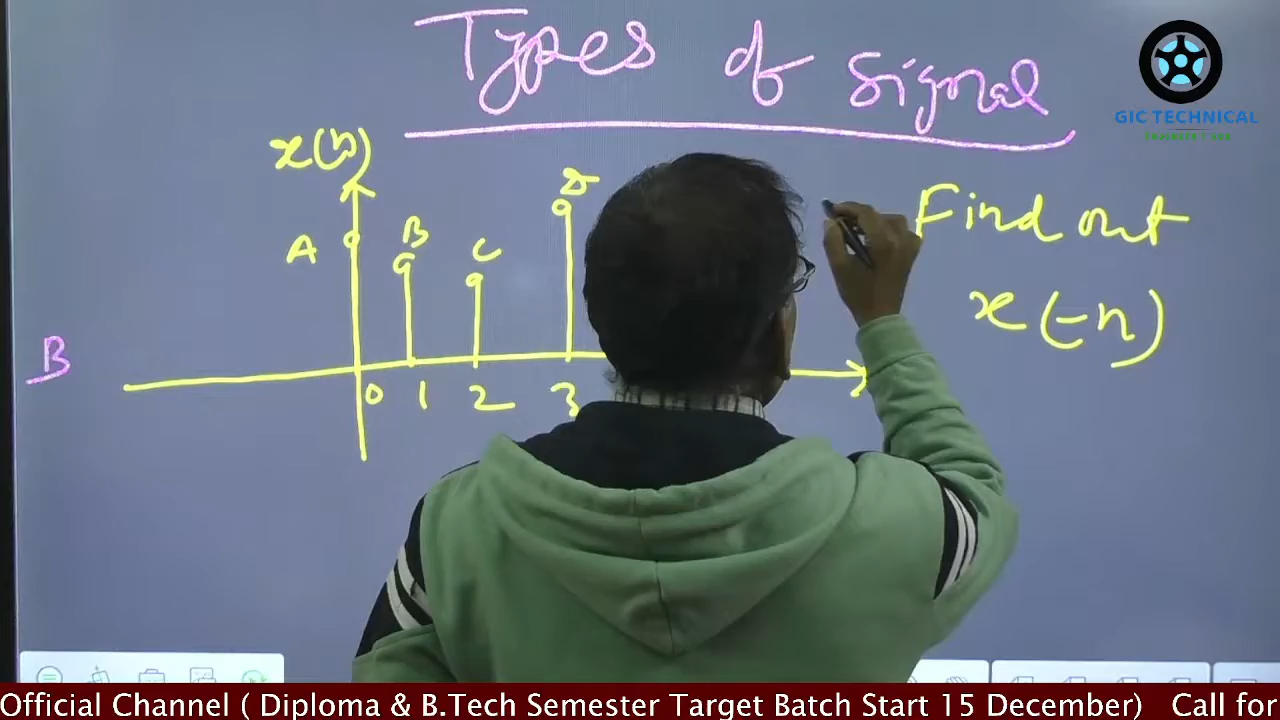 Types of Signal
GIC TECHNICAL
x(n)
A
B
C
D
Find out
x(-n)
B
0 1 2 3
Official Channel ( Diploma & B.Tech Semester Target Batch Start 15 December) Call for